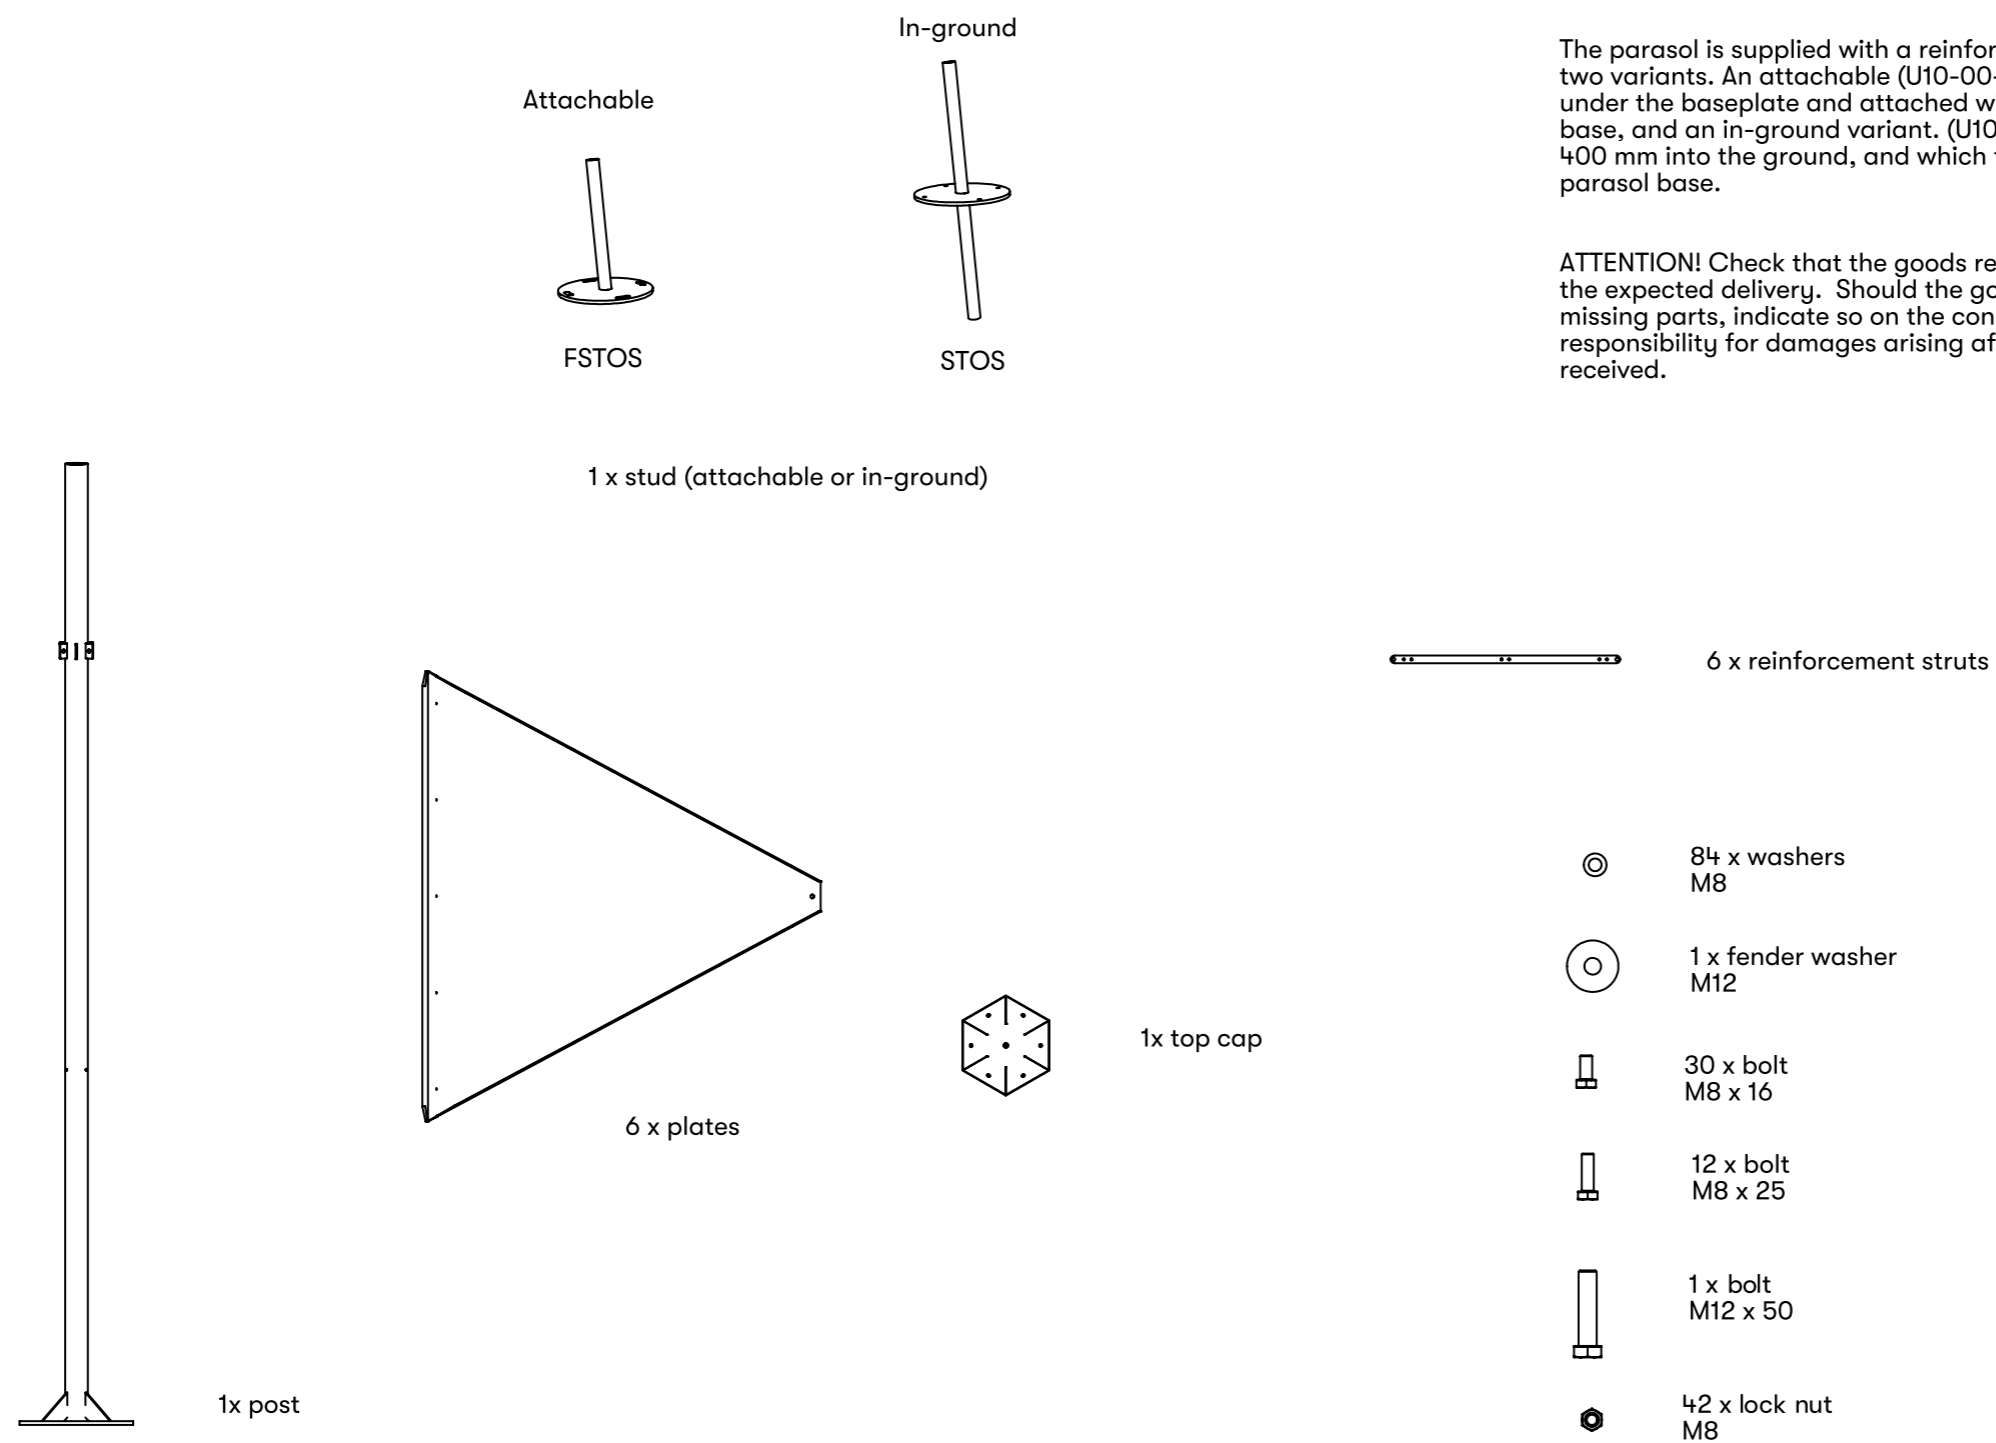 In-ground
Attachable
FSTOS
STOS
1 x stud (attachable or in-ground)
The parasol is supplied with a reinfor
two variants. An attachable (U10-00-
under the baseplate and attached w
base, and an in-ground variant. (U10
400 mm into the ground, and which
parasol base.
ATTENTION! Check that the goods re
the expected delivery.  Should the go
missing parts, indicate so on the con
responsibility for damages arising af
received.
6 x reinforcement struts
84 x washers
M8
1 x fender washer
M12
1x top cap
30 x bolt
M8 x 16
6 x plates
12 x bolt
M8 x 25
1 x bolt
M12 x 50
1x post
42 x lock nut
M8